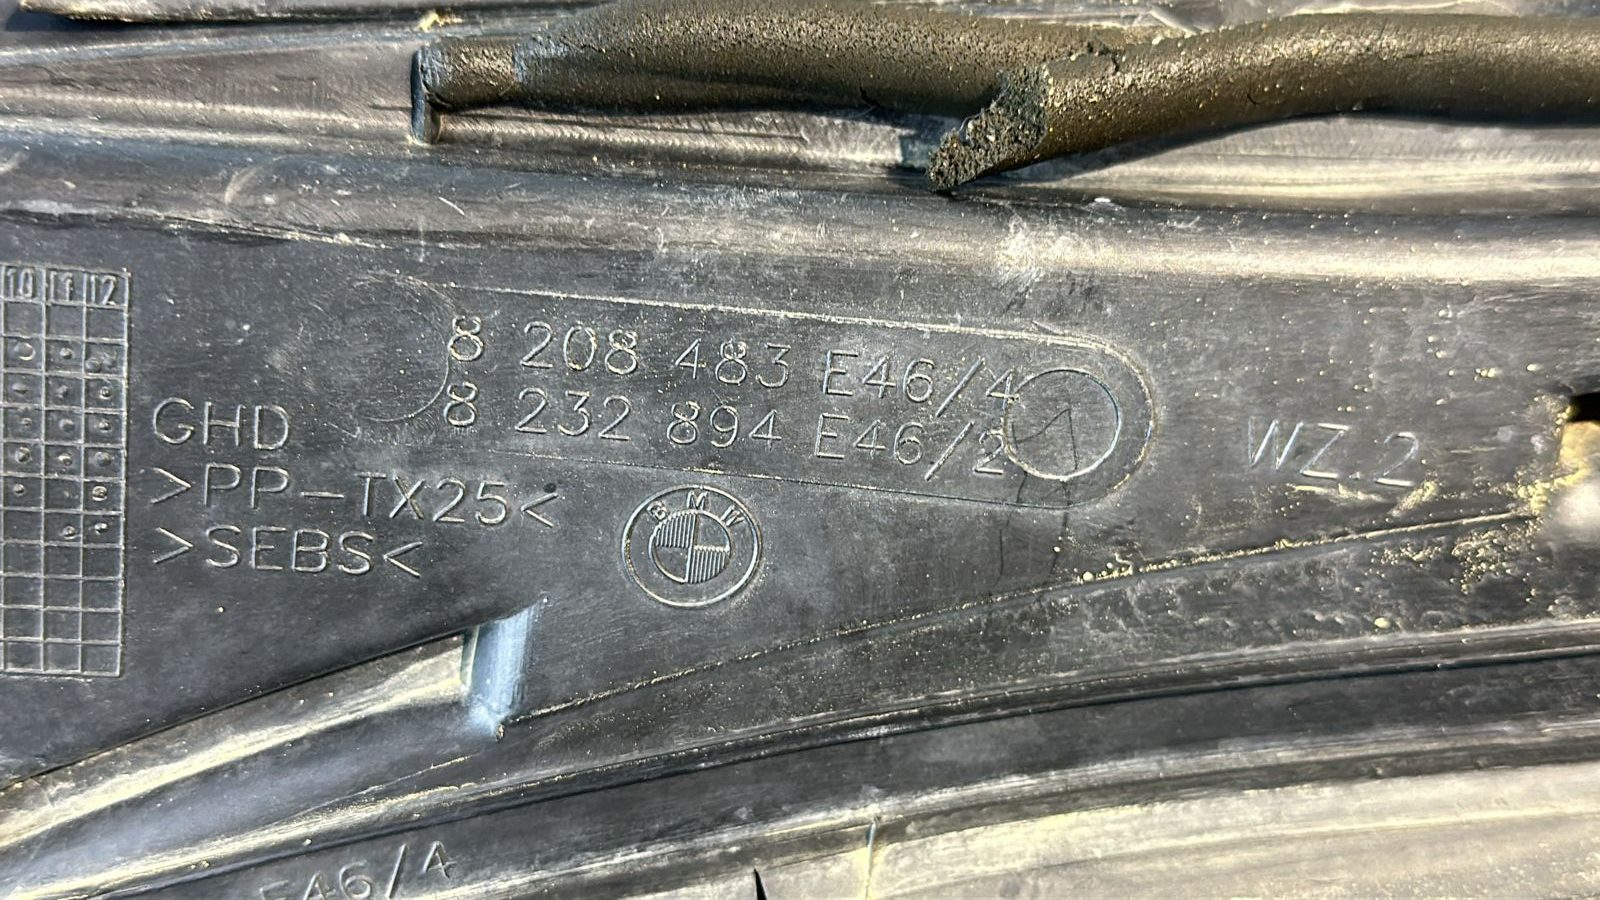 10 11 12
8 208 483 E46/4
8 232 894 E46/2
GHD
>PP-TX25<
>SEBS<
BMW
WZ.2
E46/4